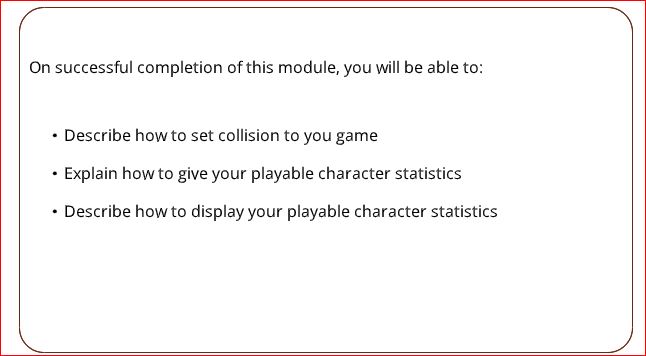 On successful completion of this module, you will be able to:
• Describe how to set collision to you game
• Explain how to give your playable character statistics
• Describe how to display your playable character statistics